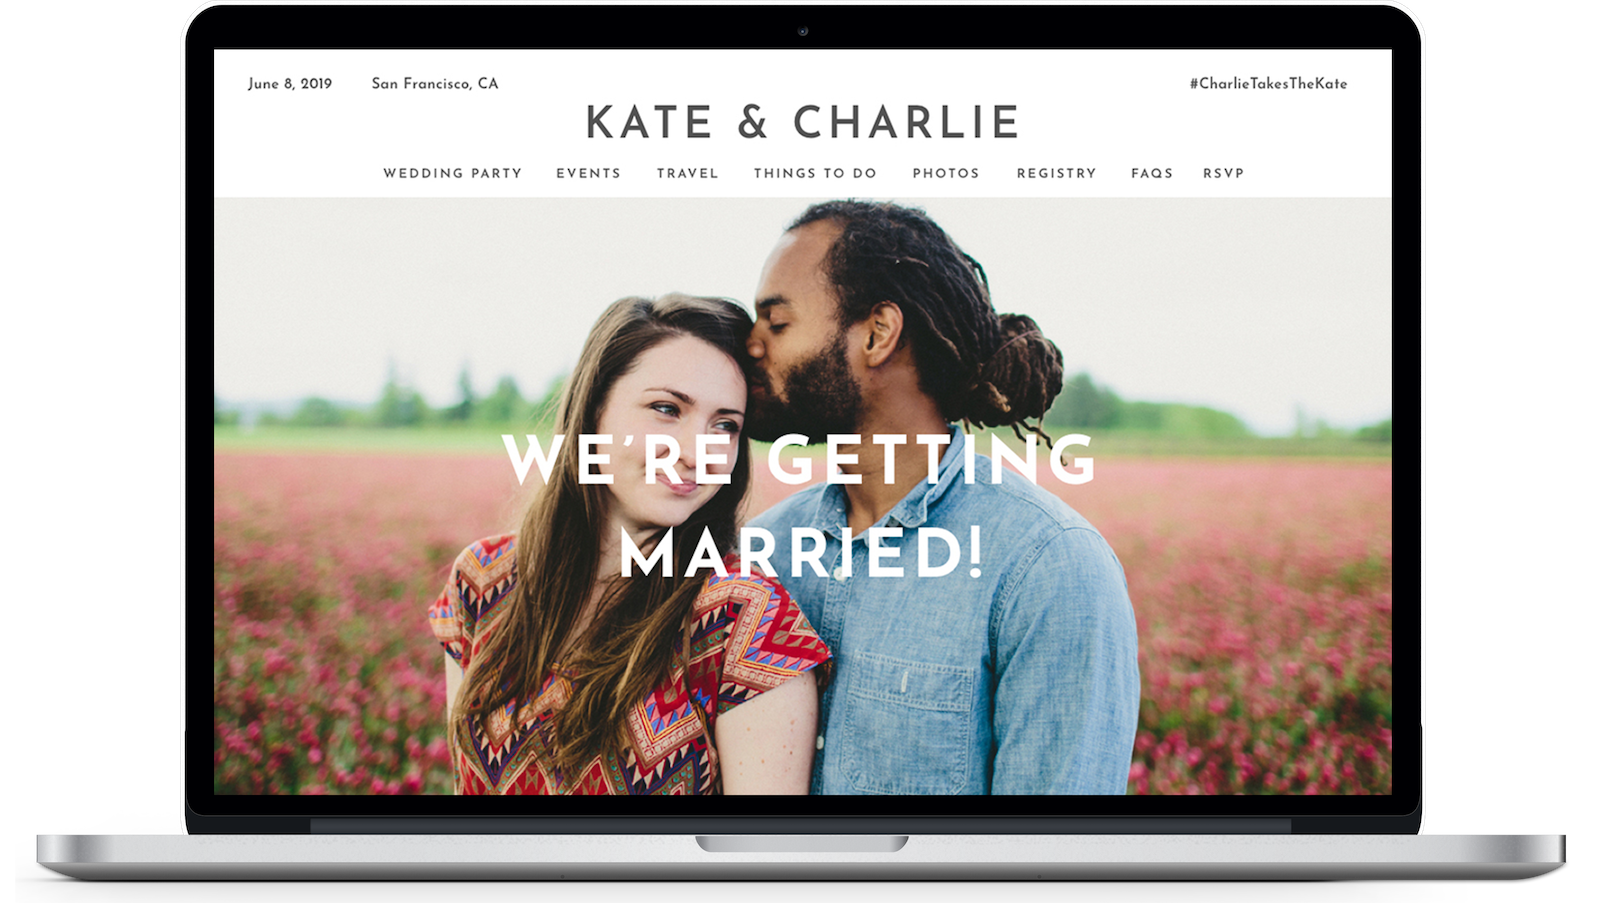 June 8, 2019 San Francisco, CA #CharlieTakesTheKate
KATE & CHARLIE
WEDDING PARTY EVENTS TRAVEL THINGS TO DO PHOTOS REGISTRY FAQS RSVP
WE'RE GETTING
MARRIED!